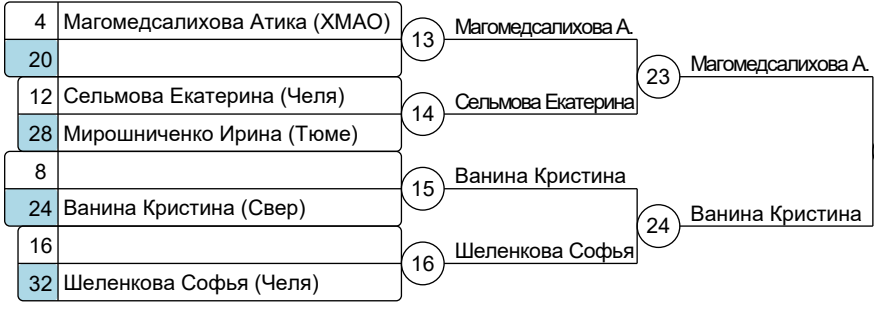 4 Магомедсалихова Атика (ХМАО)
13 Магомедсалихова А.
20
23 Магомедсалихова А.
12 Сельмова Екатерина (Челя)
14 Сельмова Екатерина
28 Мирошниченко Ирина (Тюме)
8
15 Ванина Кристина
24 Ванина Кристина (Свер)
24 Ванина Кристина
16
16 Шеленкова Софья
32 Шеленкова Софья (Челя)